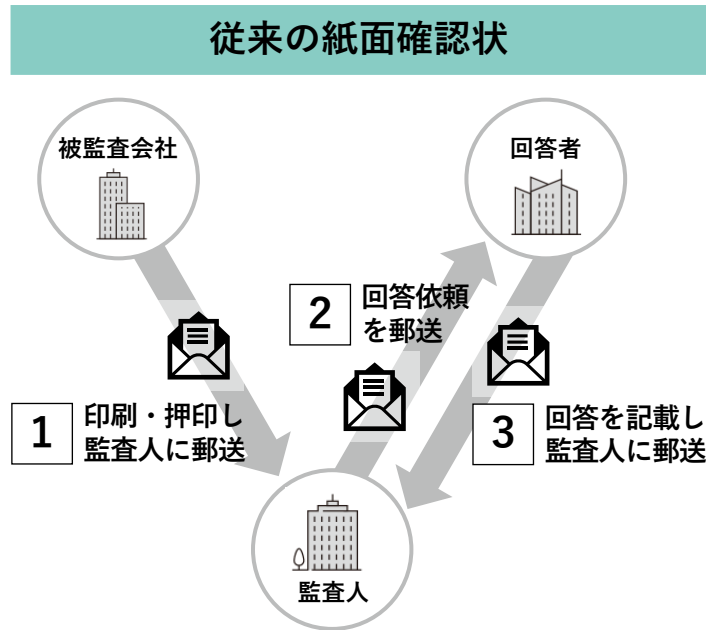 従来の紙面確認状
被監査会社
回答者
2
回答依頼
を郵送
1
印刷・押印し
監査人に郵送
3
回答を記載し
監査人に郵送
監査人